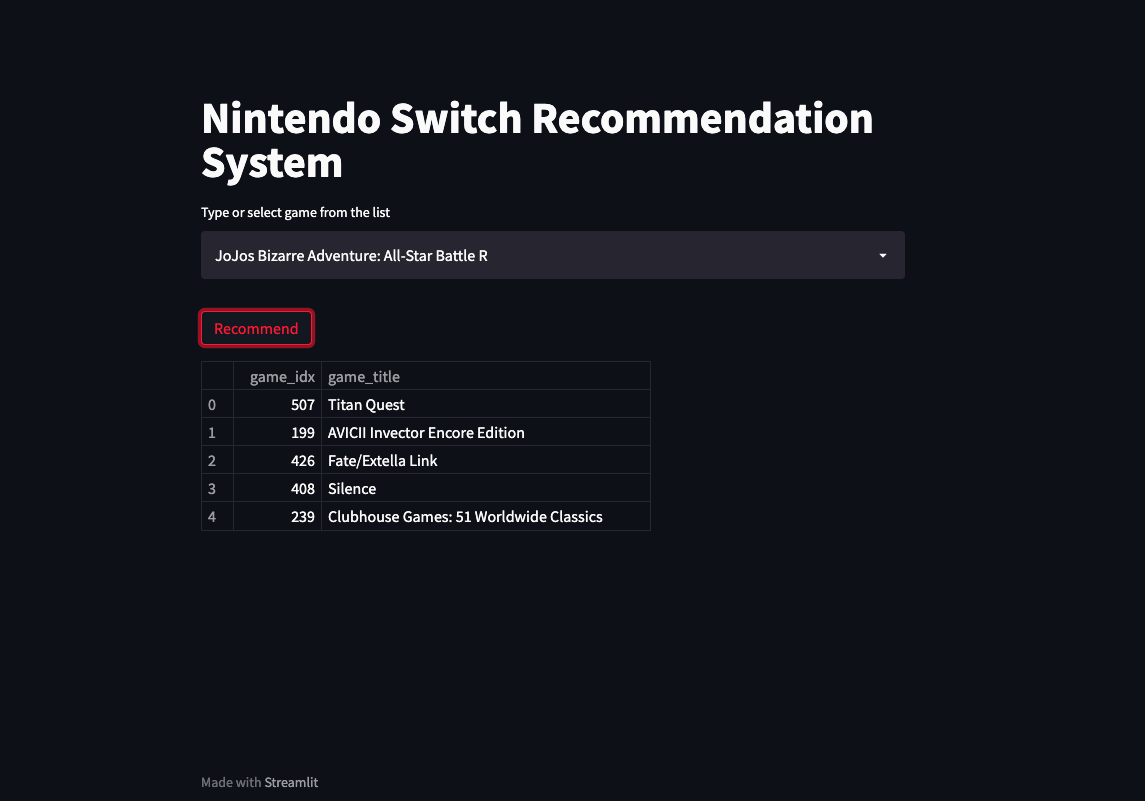 Nintendo Switch Recommendation
System
Type or select game from the list
JoJos Bizarre Adventure: All-Star Battle R
Recommend
game_idx game_title
0 507 Titan Quest
1 199 AVICII Invector Encore Edition
2 426 Fate/Extella Link
3 408 Silence
4 239 Clubhouse Games: 51 Worldwide Classics
Made with Streamlit